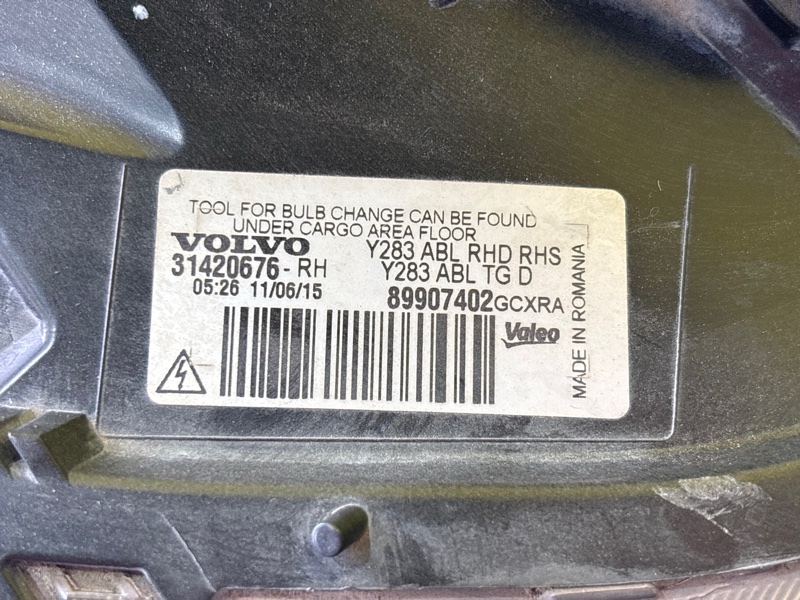 TOOL FOR BULB CHANGE CAN BE FOUND
UNDER CARGO AREA FLOOR
VOLVO
Y283 ABL RHD RHS
31420676-RH
Y283 ABL TG D
05:26 11/06/15
89907402GCXRA
Valeo
MADE IN ROMANIA